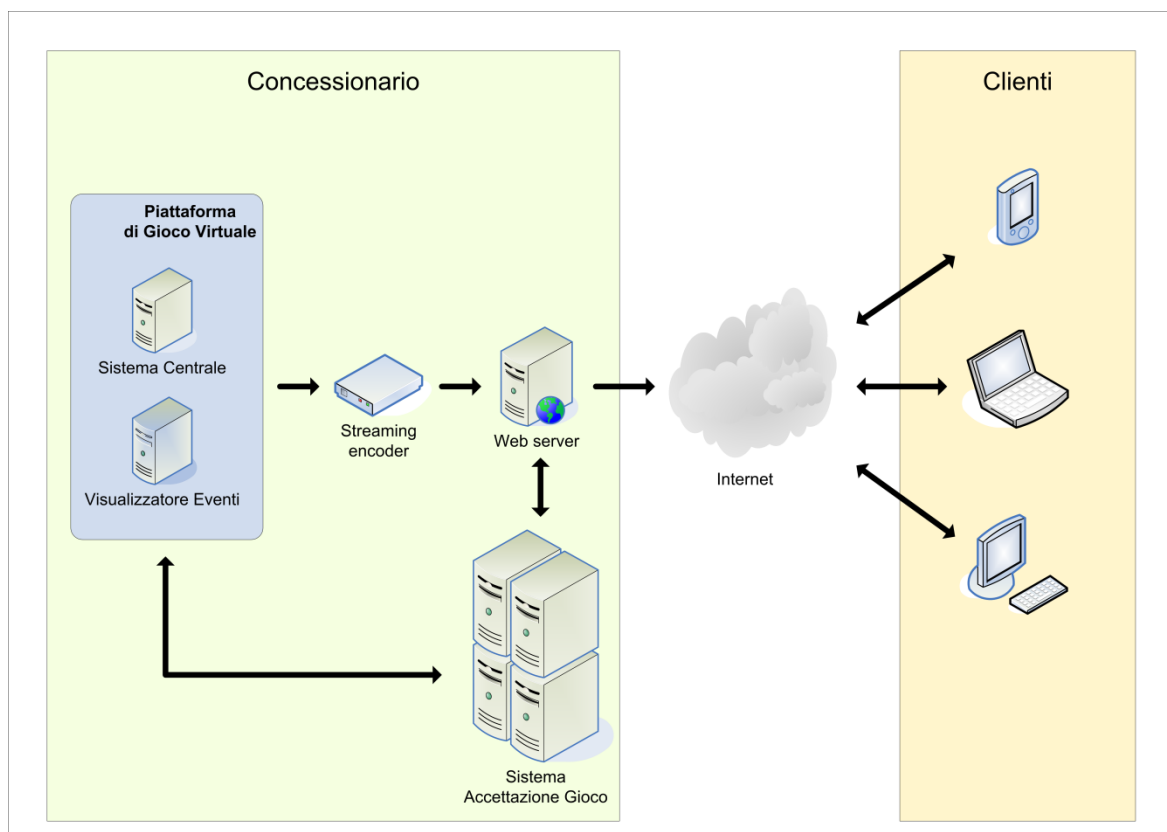 Concessionario
Clienti
Piattaforma
di Gioco Virtuale
Sistema Centrale
Visualizzatore Eventi
Streaming
encoder
Web server
Internet
Sistema
Accettazione Gioco